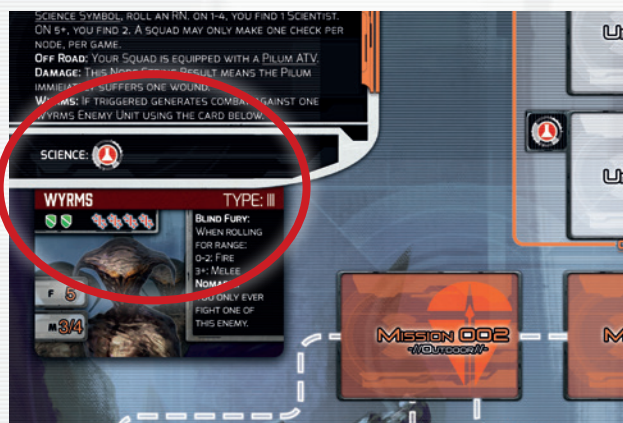 SCIENCE SYMBOL, ROLL AN RN. ON 1-4, YOU FIND 1 SCIENTIST.
ON 5+, YOU FIND 2. A SQUAD MAY ONLY MAKE ONE CHECK PER
NODE, PER GAME.
OFF ROAD: YOUR SQUAD IS EQUIPPED WITH A PILUM ATV.
DAMAGE: THIS NODE RESULT MEANS THE PILUM
SUFFERS ONE WOUND.
WYRMS: IF TRIGGERED GENERATES COMBAT AGAINST ONE
WYRMS ENEMY UNIT USING THE CARD BELOW.
SCIENCE:
WYRMS TYPE: III
BLIND FURY:
WHEN ROLLING
FOR RANGE:
0-2: FIRE
3+: MELEE
YOU ONLY EVER
FIGHT ONE OF
THIS ENEMY.
F 5
M 3/4
MISSION 002
-//OUTDOOR//-
M